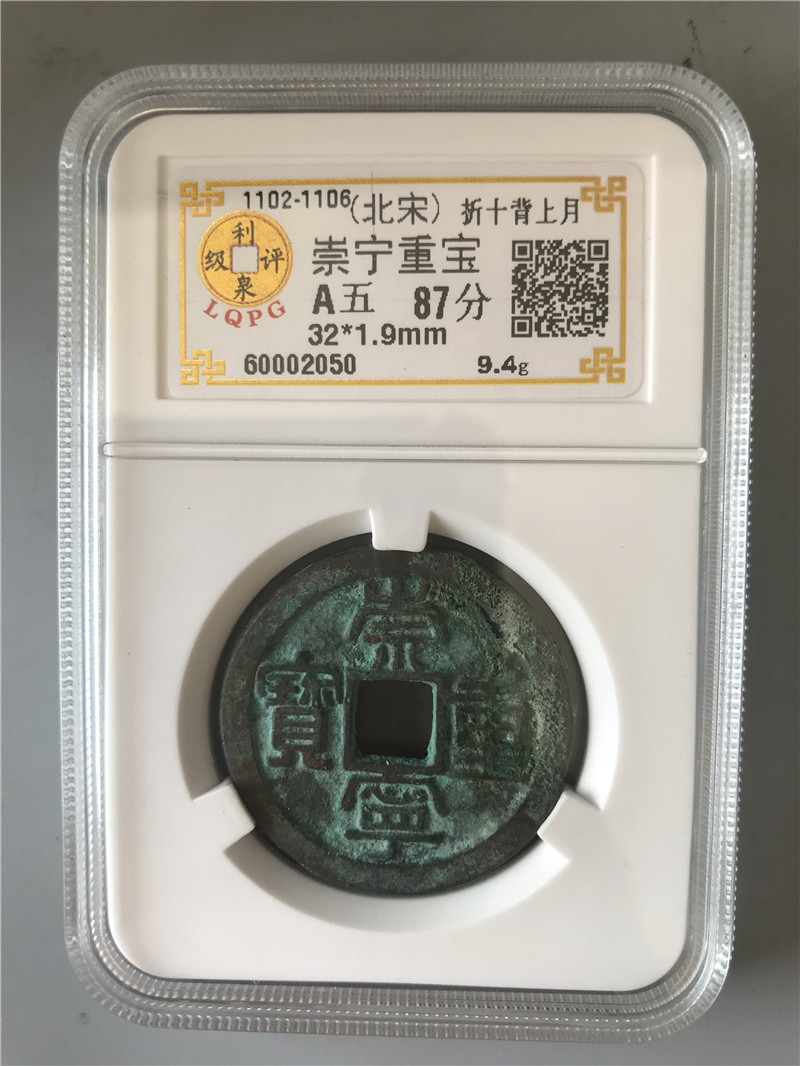 1102-1106 (北宋) 折十背上月
利泉评级
LQPG
崇宁重宝
A五 87分
32*1.9mm
60002050 9.4g
崇寧重寳